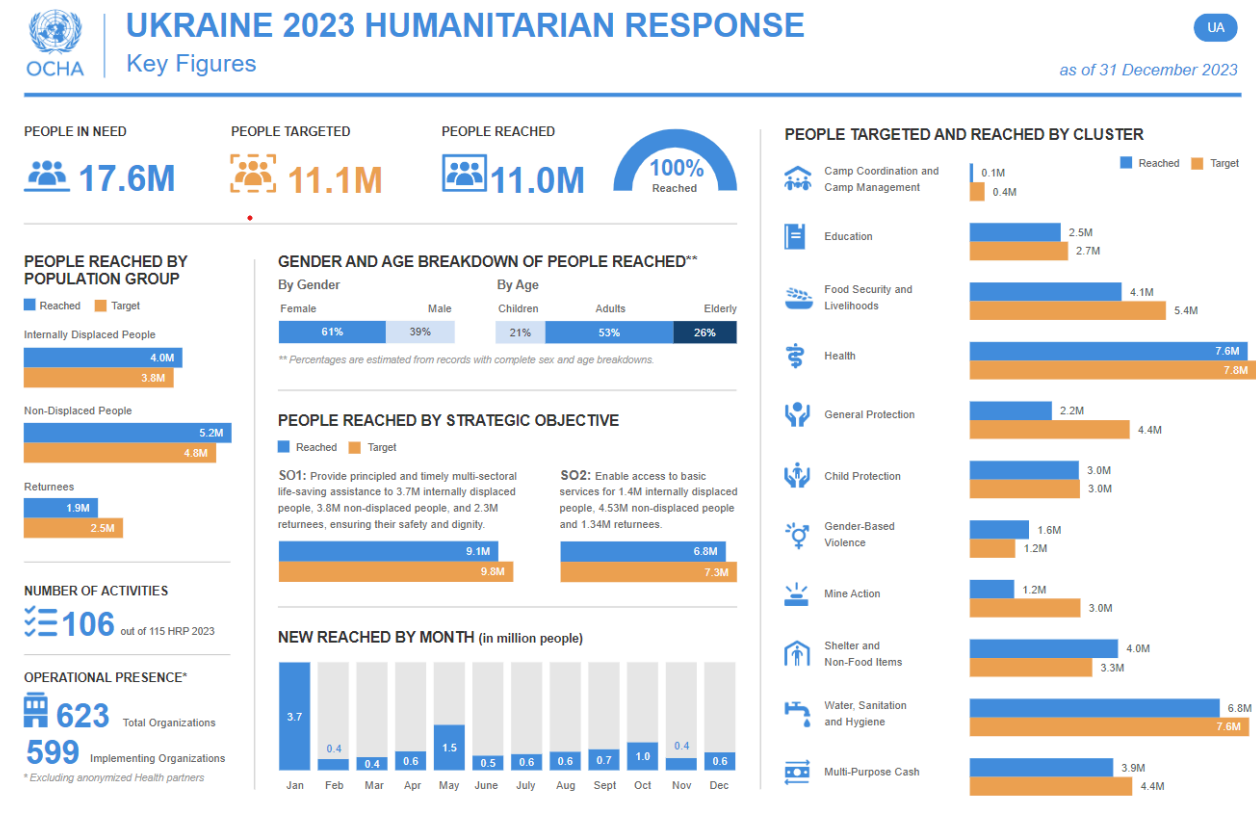 OCHA
UKRAINE 2023 HUMANITARIAN RESPONSE
Key Figures
UA
as of 31 December 2023
PEOPLE IN NEED
17.6M
PEOPLE TARGETED
11.1M
PEOPLE REACHED
11.0M
100%
Reached
PEOPLE REACHED BY
POPULATION GROUP
Reached Target
Internally Displaced People
4.0M
3.8M
Non-Displaced People
5.2M
4.8M
Returnees
1.9M
2.5M
NUMBER OF ACTIVITIES
106 out of 115 HRP 2023
OPERATIONAL PRESENCE*
623 Total Organizations
599 Implementing Organizations
* Excluding anonymized Health partners
GENDER AND AGE BREAKDOWN OF PEOPLE REACHED**
By Gender
Female Male
61% 39%
By Age
Children Adults Elderly
21% 53% 26%
** Percentages are estimated from records with complete sex and age breakdowns.
PEOPLE REACHED BY STRATEGIC OBJECTIVE
Reached Target
SO1: Provide principled and timely multi-sectoral
life-saving assistance to 3.7M internally displaced
people, 3.8M non-displaced people, and 2.3M
returnees, ensuring their safety and dignity.
9.1M
9.8M
SO2: Enable access to basic
services for 1.4M internally displaced
people, 4.53M non-displaced people
and 1.34M returnees.
6.8M
7.3M
NEW REACHED BY MONTH (in million people)
3.7 0.4 0.4 0.6 1.5 0.5 0.6 0.6 0.7 1.0 0.4 0.6
Jan Feb Mar Apr May June July Aug Sept Oct Nov Dec
PEOPLE TARGETED AND REACHED BY CLUSTER
Reached Target
Camp Coordination and
Camp Management
0.1M
0.4M
Education
2.5M
2.7M
Food Security and
Livelihoods
4.1M
5.4M
Health
7.6M
7.8M
General Protection
2.2M
4.4M
Child Protection
3.0M
3.0M
Gender-Based
Violence
1.6M
1.2M
Mine Action
1.2M
3.0M
Shelter and
Non-Food Items
4.0M
3.3M
Water, Sanitation
and Hygiene
6.8M
7.6M
Multi-Purpose Cash
3.9M
4.4M